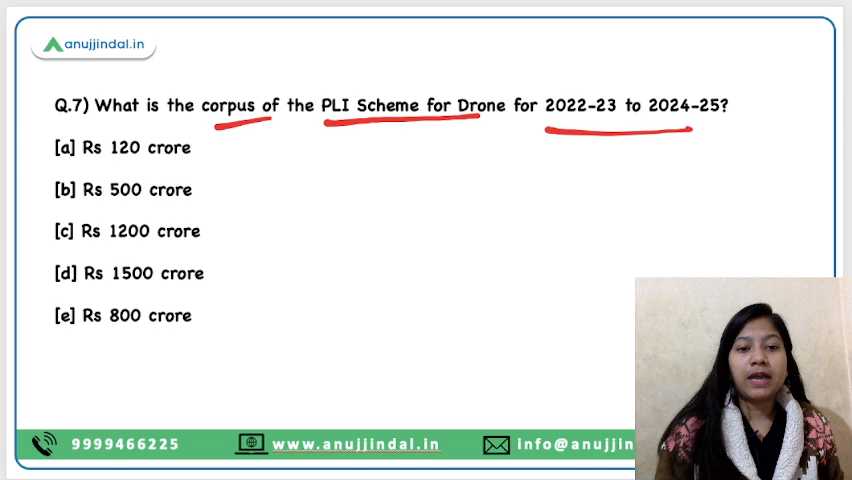 anujjindal.in
Q.7) What is the corpus of the PLI Scheme for Drone for 2022-23 to 2024-25?
[a] Rs 120 crore
[b] Rs 500 crore
[c] Rs 1200 crore
[d] Rs 1500 crore
[e] Rs 800 crore
9999466225 www.anujjindal.in info@anujjin